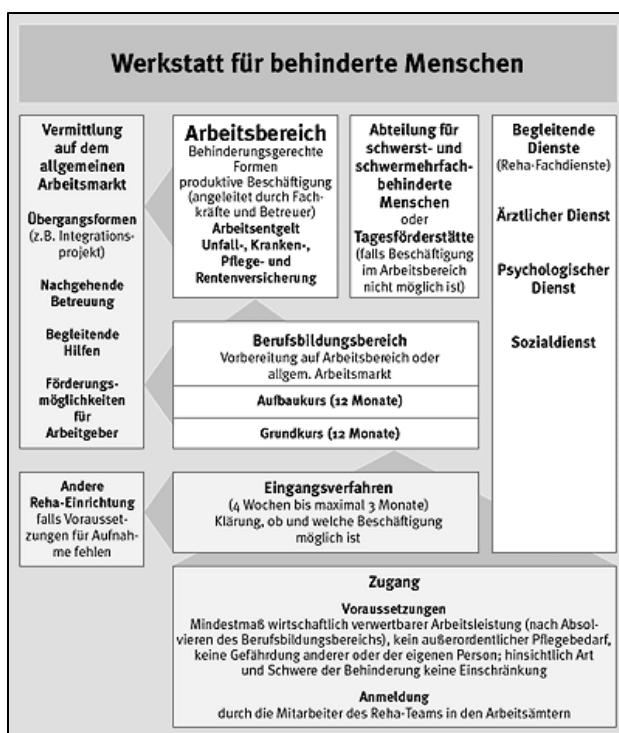 Werkstatt für behinderte Menschen
Vermittlung
auf dem
allgemeinen
Arbeitsmarkt
Übergangsformen
(z.B. Integrations-
projekt)
Nachgehende
Betreuung
Begleitende
Hilfen
Förderungs-
möglichkeiten
für
Arbeitgeber
Arbeitsbereich
Behinderungsgerechte
Formen
produktive Beschäftigung
(angeleitet durch Fach-
kräfte und Betreuer)
Arbeitsentgelt
Unfall-, Kranken-,
Pflege- und
Rentenversicherung
Abteilung für
schwerst- und
schwermehrfach-
behinderte
Menschen
oder
Tagesförderstätte
(falls Beschäftigung
im Arbeitsbereich
nicht möglich ist)
Begleitende
Dienste
(Reha-Fachdienste)
Ärztlicher Dienst
Psychologischer
Dienst
Sozialdienst
Berufsbildungsbereich
Vorbereitung auf Arbeitsbereich oder
allgem. Arbeitsmarkt
Aufbaukurs (12 Monate)
Grundkurs (12 Monate)
Andere
Reha-Einrichtung
falls Vorausset-
zungen für Aufnah-
me fehlen
Eingangsverfahren
(4 Wochen bis maximal 3 Monate)
Klärung, ob und welche Beschäftigung
möglich ist
Zugang
Voraussetzungen
Mindestmaß wirtschaftlich verwertbarer Arbeitsleistung (nach Absol-
vieren des Berufsbildungsbereichs), kein außerordentlicher Pflegebedarf,
keine Gefährdung anderer oder der eigenen Person; hinsichtlich Art
und Schwere der Behinderung keine Einschränkung
Anmeldung
durch die Mitarbeiter des Reha-Teams in den Arbeitsämtern